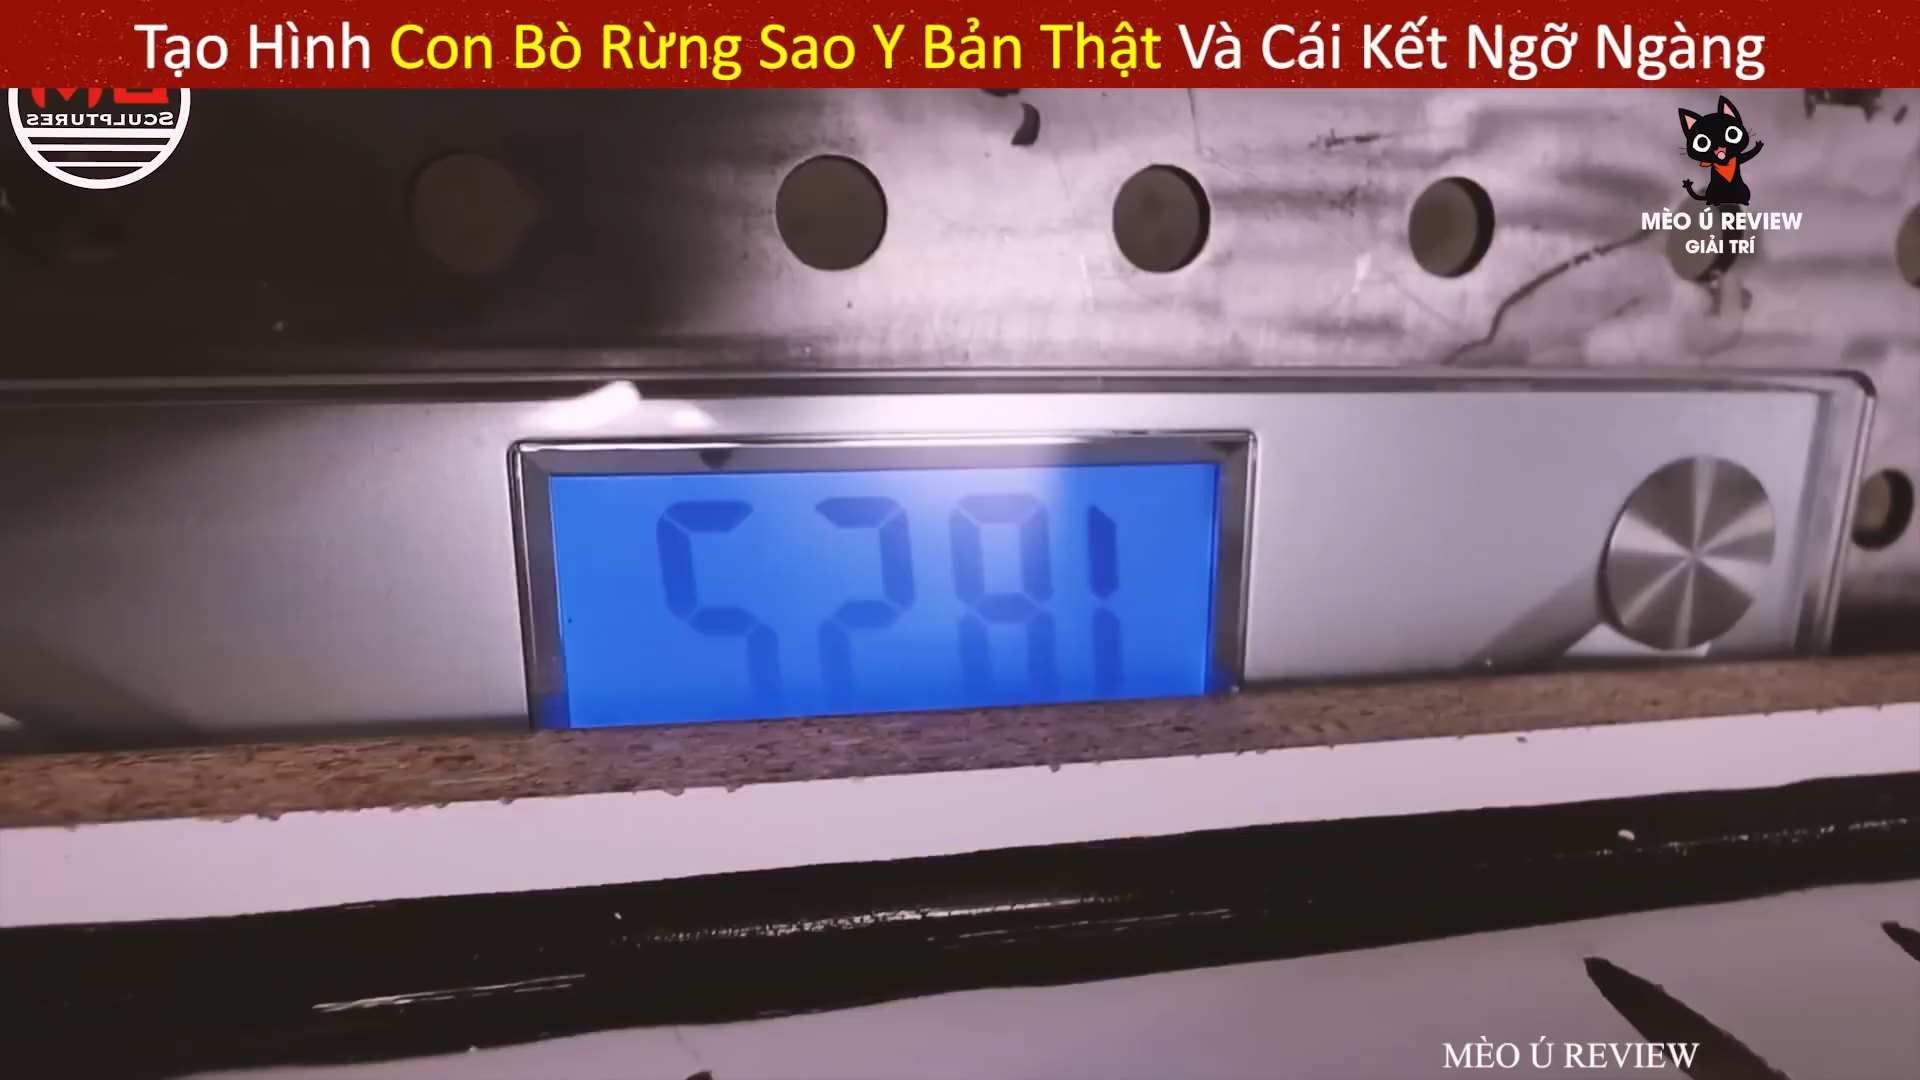 Tạo Hình Con Bò Rừng Sao Y Bản Thật Và Cái Kết Ngỡ Ngàng
SCULPTURES
MÈO Ú REVIEW
GIẢI TRÍ
1852
MÈO Ú REVIEW